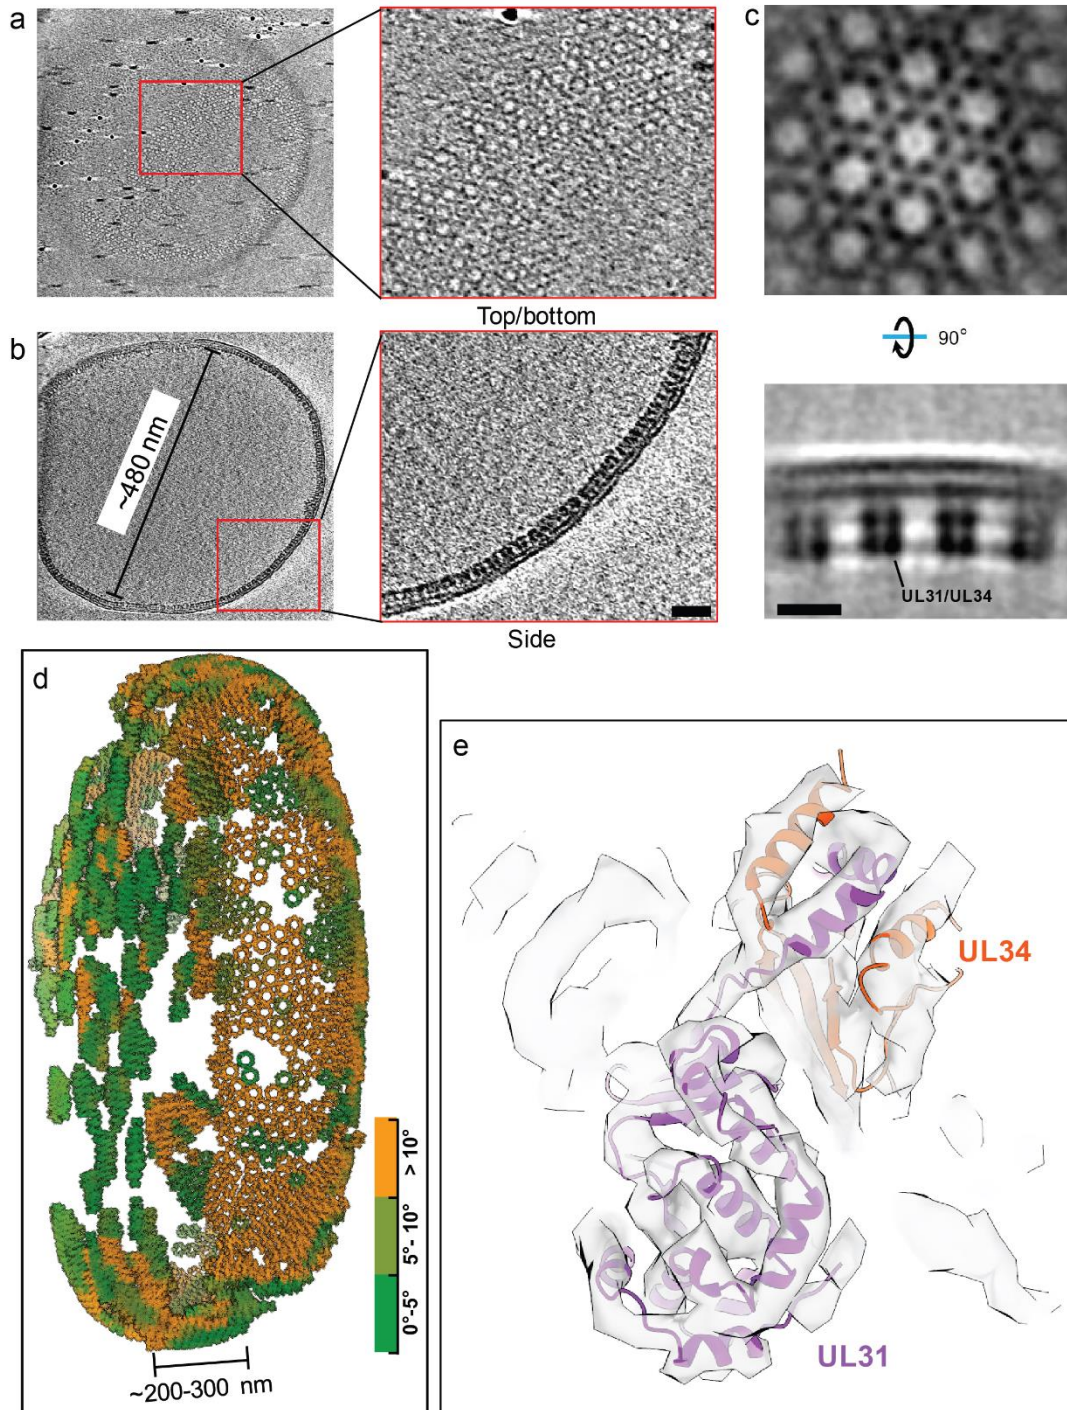 a
c
Top/bottom
90°
b
~480 nm
UL31/UL34
Side
d
e
UL34
> 10°
5°- 10°
0°-5°
UL31
~200-300 nm